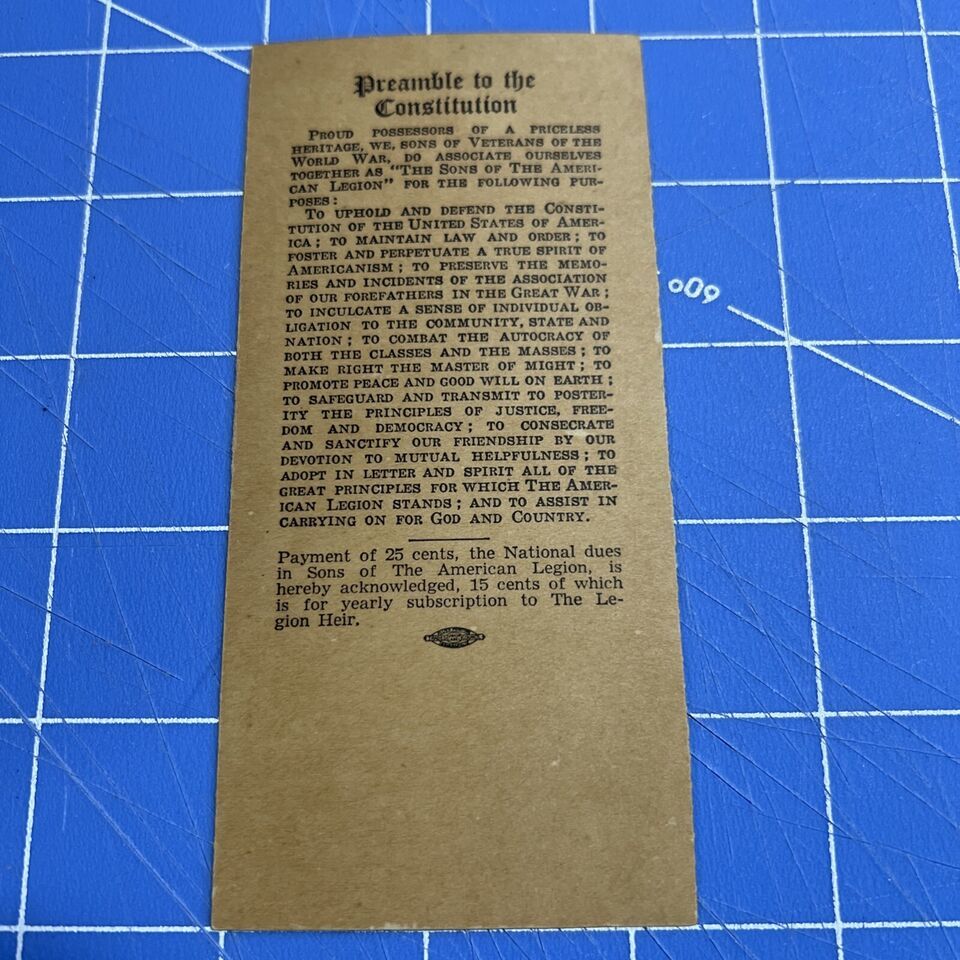 Preamble to the
Constitution
PROUD POSSESSORS OF A PRICELESS
HERITAGE, WE, SONS OF VETERANS OF THE
WORLD WAR, DO ASSOCIATE OURSELVES
TOGETHER AS "THE SONS OF THE AMERI-
CAN LEGION" FOR THE FOLLOWING PUR-
POSES:
TO UPHOLD AND DEFEND THE CONSTI-
TUTION OF THE UNITED STATES OF AMER-
ICA; TO MAINTAIN LAW AND ORDER; TO
FOSTER AND PERPETUATE A TRUE SPIRIT OF
AMERICANISM; TO PRESERVE THE MEMO-
RIES AND INCIDENTS OF THE ASSOCIATION
OF OUR FOREFATHERS IN THE GREAT WAR;
TO INCULCATE A SENSE OF INDIVIDUAL OB-
LIGATION TO THE COMMUNITY, STATE AND
NATION; TO COMBAT THE AUTOCRACY OF
BOTH THE CLASSES AND THE MASSES; TO
MAKE RIGHT THE MASTER OF MIGHT; TO
PROMOTE PEACE AND GOOD WILL ON EARTH;
TO SAFEGUARD AND TRANSMIT TO POSTER-
ITY THE PRINCIPLES OF JUSTICE, FREE-
DOM AND DEMOCRACY; TO CONSECRATE
AND SANCTIFY OUR FRIENDSHIP BY OUR
DEVOTION TO MUTUAL HELPFULNESS; TO
ADOPT IN LETTER AND SPIRIT ALL OF THE
GREAT PRINCIPLES FOR WHICH THE AMER-
ICAN LEGION STANDS; AND TO ASSIST IN
CARRYING ON FOR GOD AND COUNTRY.
Payment of 25 cents, the National dues
in Sons of The American Legion, is
hereby acknowledged, 15 cents of which
is for yearly subscription to The Le-
gion Heir.
60°